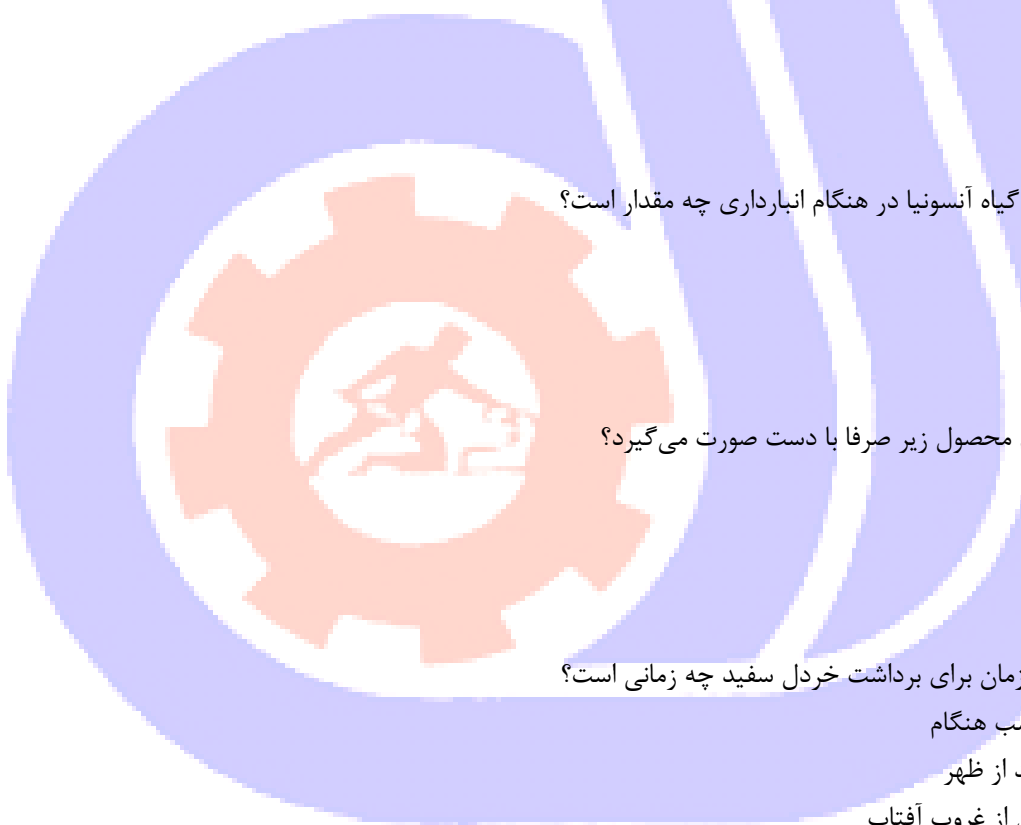 گیاه آنسونیا در هنگام انبارداری چه مقدار است؟
محصول زیر صرفا با دست صورت می‌گیرد؟
زمان برای برداشت خردل سفید چه زمانی است؟
هنگام
از ظهر
از غروب آفتاب